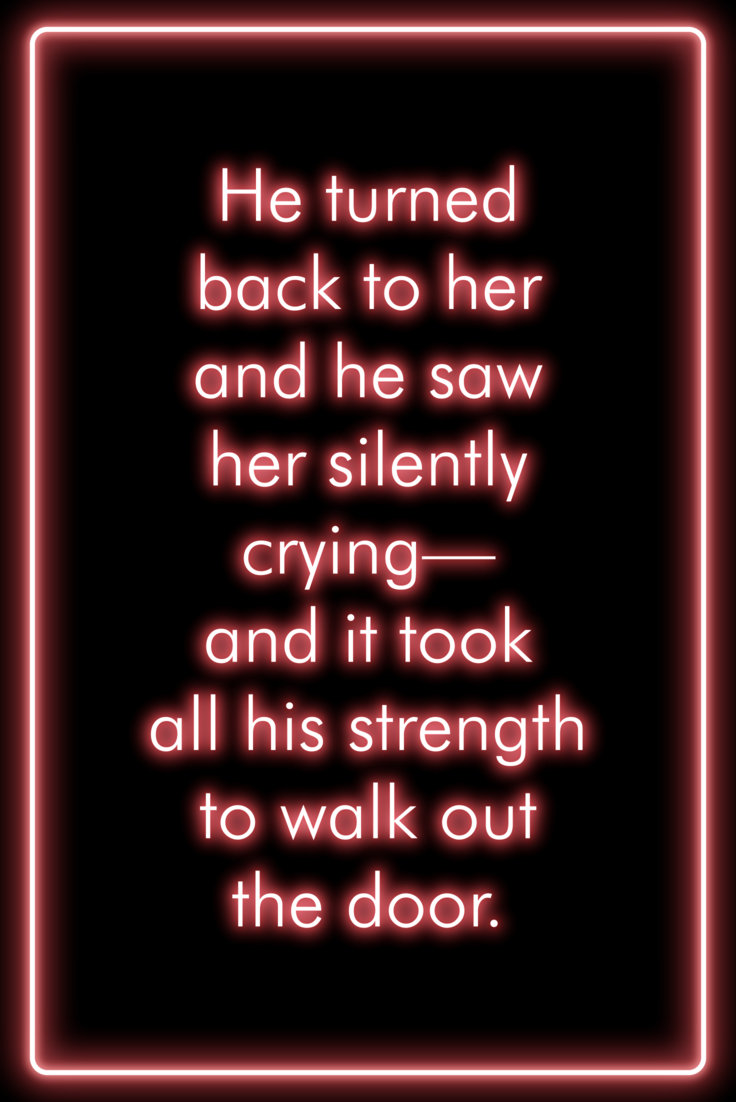 He turned
back to her
and he saw
her silently
crying—
and it took
all his strength
to walk out
the door.